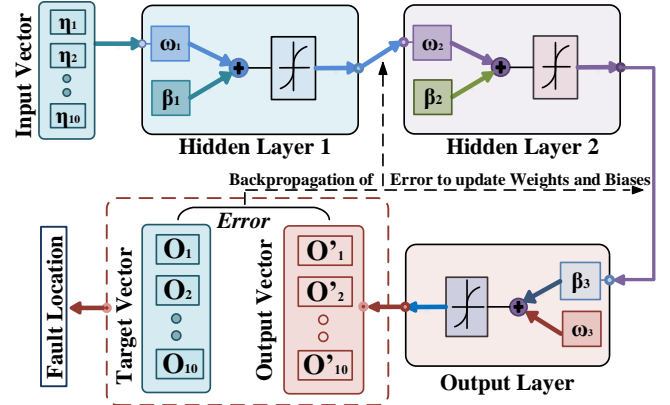 Input Vector
η1
η2
η10
ω1
β1
+
Hidden Layer 1
ω2
β2
+
Hidden Layer 2
Backpropagation of Error to update Weights and Biases
Fault Location
Target Vector
Error
O1
O2
O10
Output Vector
O'1
O'2
O'10
+
β3
ω3
Output Layer